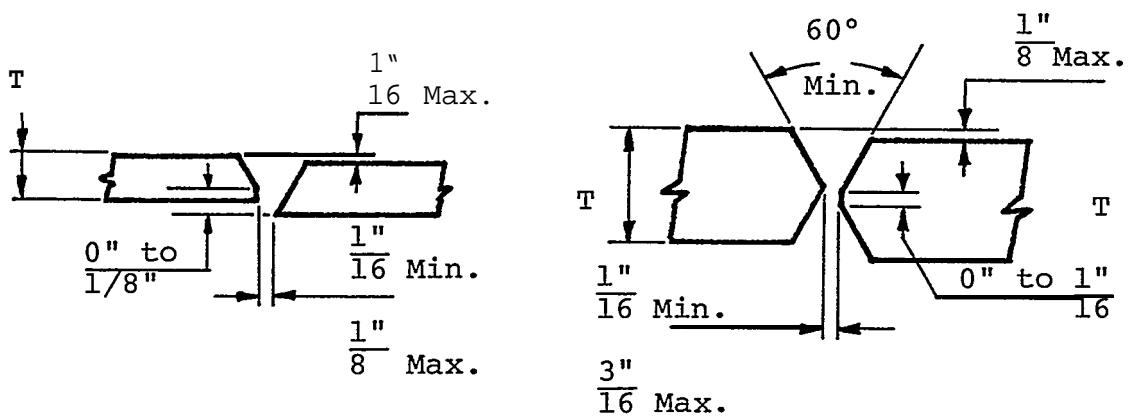 T
1"
16 Max.
0" to
1/8"
1"
16 Min.
1"
8 Max.
60°
Min.
1"
8 Max.
T
T
1"
16 Min.
0" to 1"
16
3"
16 Max.